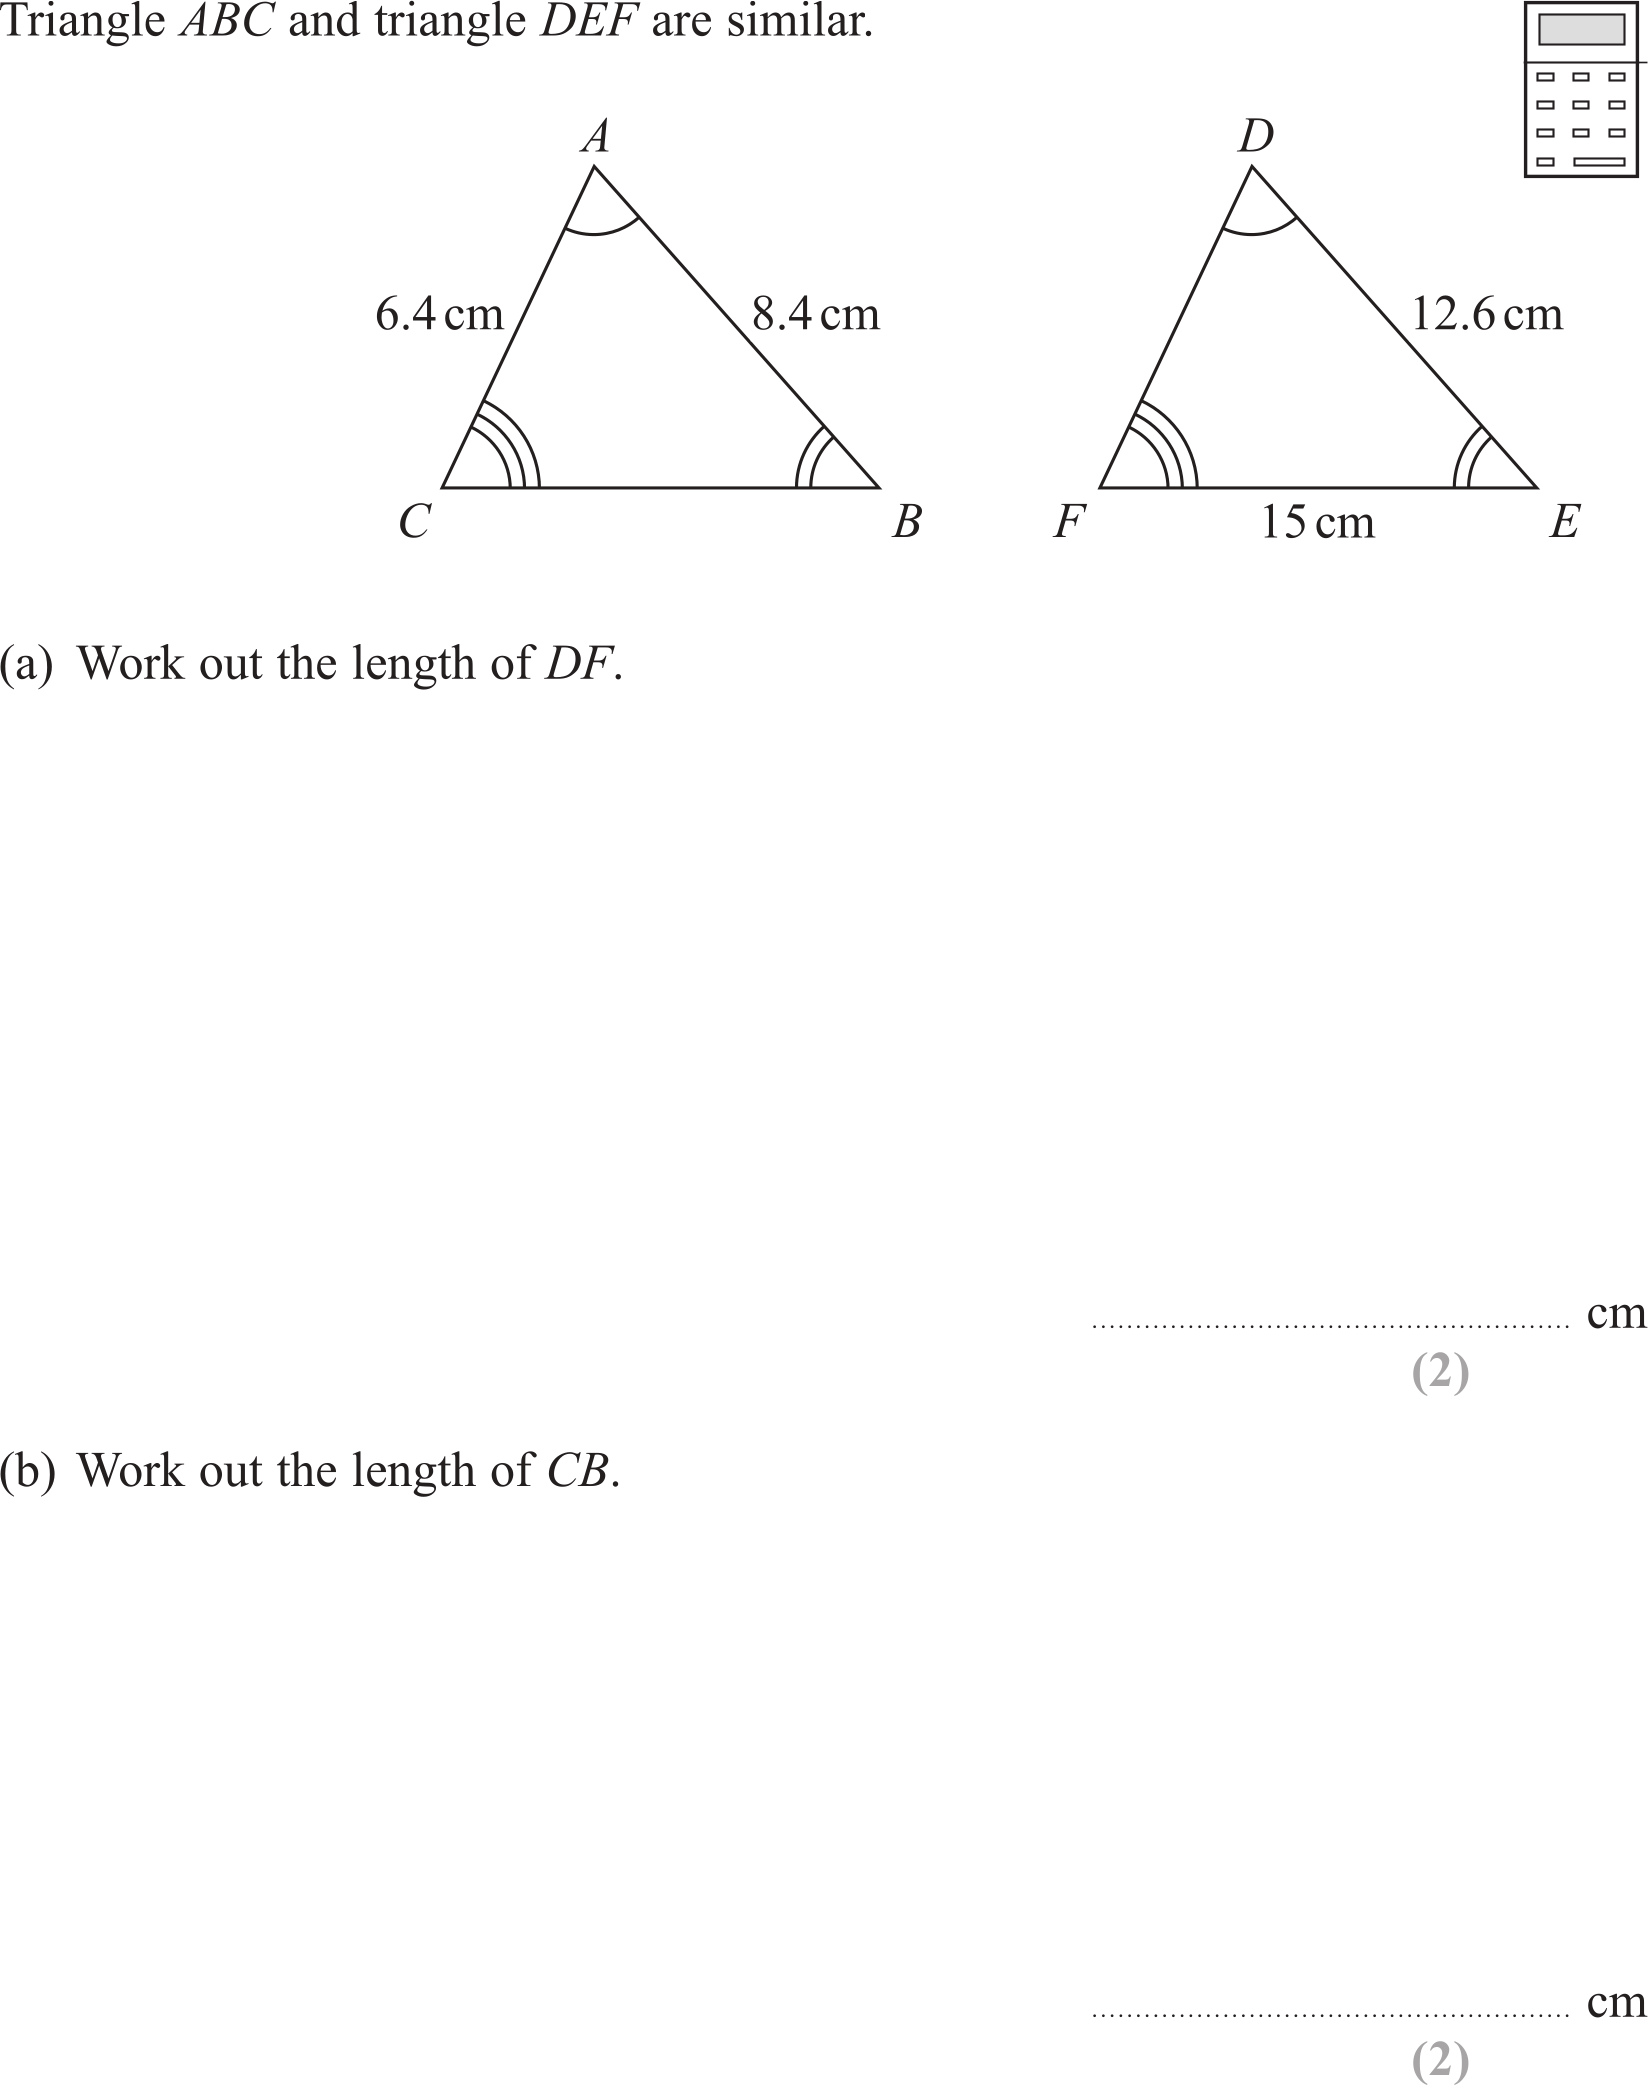 Triangle ABC and triangle DEF are similar.
A
D
6.4 cm
8.4 cm
12.6 cm
C
B
F
15 cm
E
(a) Work out the length of DF.
.......................................................... cm
(2)
(b) Work out the length of CB.
.......................................................... cm
(2)